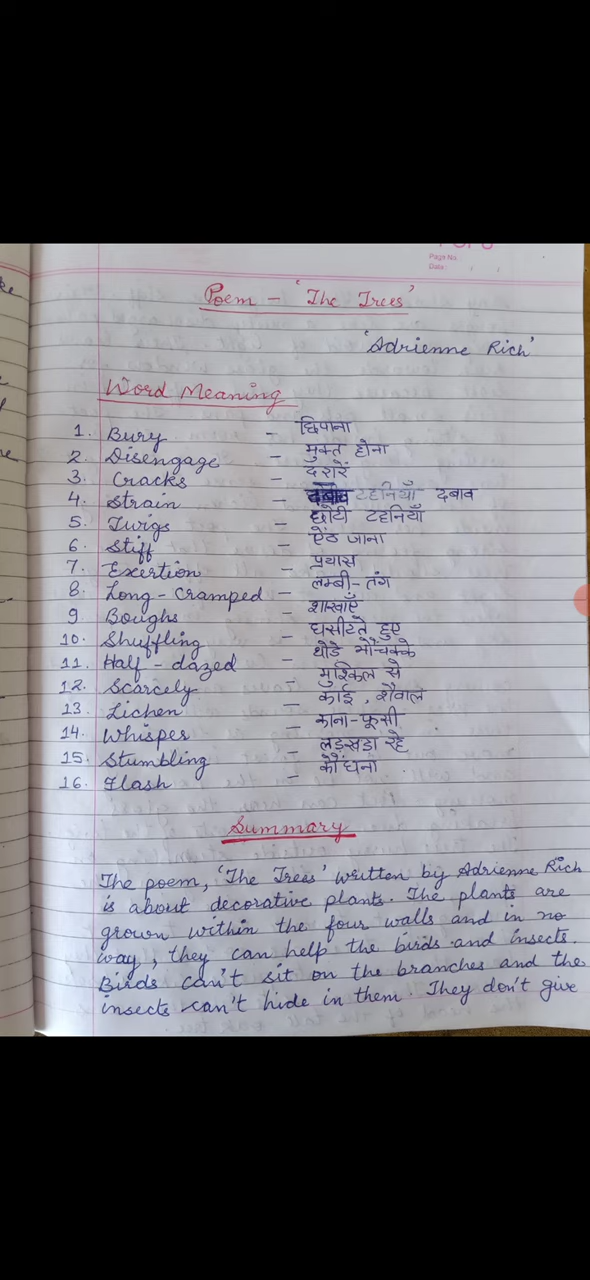 Page No.
Date
Poem - 'The Trees'
'Adrienne Rich'
Word Meaning
1. Bury - छिपाना
2. Disengage - मुक्त होना
3. Cracks - दरारें
4. Strain - टहनियाँ दबाव
5. Twigs - छोटी टहनियाँ
6. Stiff - ऐंठ जाना
7. Exertion - प्रयास
8. Long-Cramped - लम्बी-तंग
9. Boughs - शाखाएँ
10. Shuffling - घसीटते हुए
11. Half-dazed - थोडे भौंचक्के
12. Scarcely - मुश्किल से
13. Lichen - काई, शैवाल
14. Whisper - काना-फूसी
15. Stumbling - लड़खड़ा रहे
16. Flash - कौंधना
Summary
The poem, 'The Trees' written by Adrienne Rich
is about decorative plants. The plants are
grown within the four walls and in no
way, they can help the birds and insects.
Birds can't sit on the branches and the
insects can't hide in them. They don't give